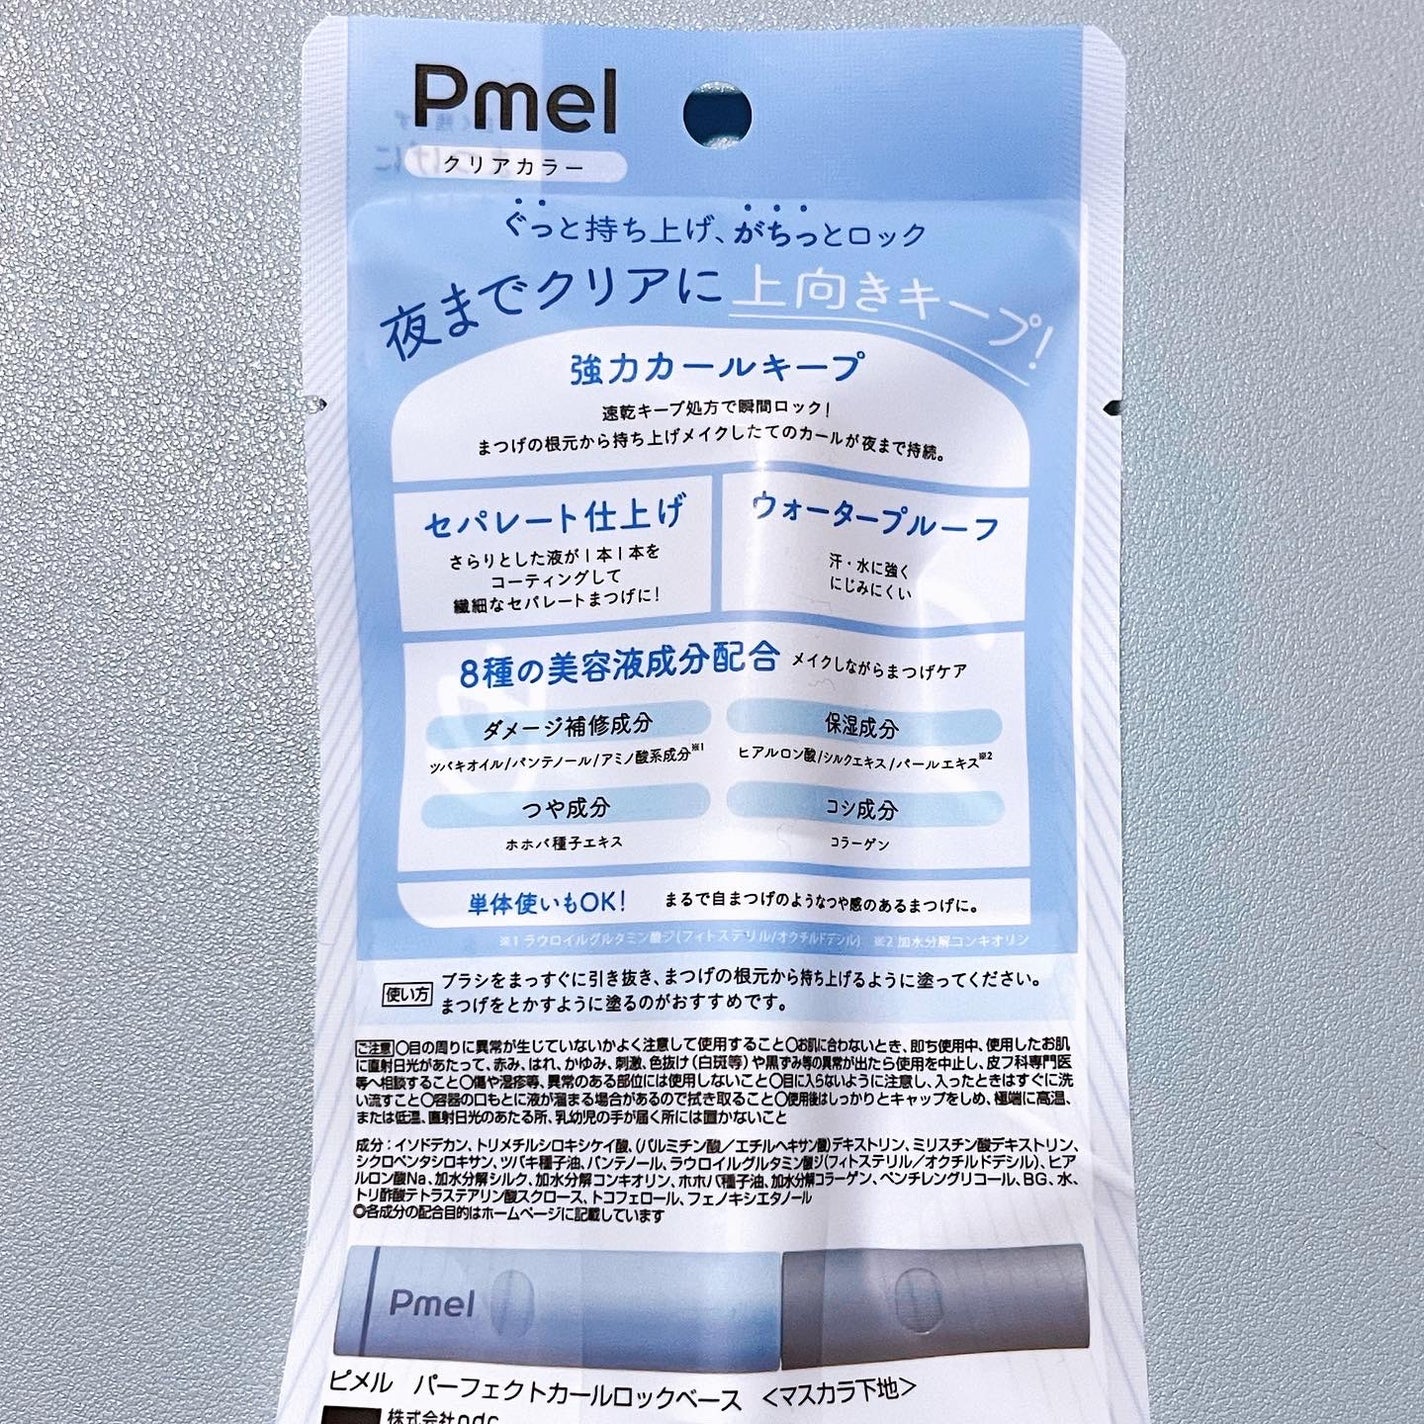 Pmel
クリアカラー
ぐっと持ち上げ、がちっとロック
夜までクリアに上向きキープ!
強力カールキープ
速乾キープ処方で瞬間ロック!
まつげの根元から持ち上げメイクしたてのカールが夜まで持続。
セパレート仕上げ
さらりとした液が1本1本を
コーティングして
繊細なセパレートまつげに!
ウォータープルーフ
汗・水に強く
にじみにくい
8種の美容液成分配合 メイクしながらまつげケア
ダメージ補修成分
ツバキオイル/パンテノール/アミノ酸系成分※1
保湿成分
ヒアルロン酸/シルクエキス/パールエキス※2
つや成分
ホホバ種子エキス
コシ成分
コラーゲン
単体使いもOK! まるで自まつげのようなつや感のあるまつげに。
※1 ラウロイルグルタミン酸ジ(フィトステリル/オクチルドデシル) ※2 加水分解コンキオリン
使い方 ブラシをまっすぐに引き抜き、まつげの根元から持ち上げるように塗ってください。
まつげをとかすように塗るのがおすすめです。
ご注意 〇目の周りに異常が生じていないかよく注意して使用すること〇お肌に合わないとき、即ち使用中、使用したお肌
に直射日光があたって、赤み、はれ、かゆみ、刺激、色抜け(白斑等)や黒ずみ等の異常が出たら使用を中止し、皮フ科専門医
等へ相談すること〇傷や湿疹等、異常のある部位には使用しないこと〇目に入らないように注意し、入ったときはすぐに洗
い流すこと〇容器の口もとに液が溜まる場合があるので拭き取ること〇使用後はしっかりとキャップをしめ、極端に高温、
または低温、直射日光のあたる所、乳幼児の手が届く所には置かないこと
成分:イソドデカン、トリメチルシロキシケイ酸、(パルミチン酸/エチルヘキサン酸)デキストリン、ミリスチン酸デキストリン、
シクロペンタシロキサン、ツバキ種子油、パンテノール、ラウロイルグルタミン酸ジ(フィトステリル/オクチルドデシル)、ヒア
ルロン酸Na、加水分解シルク、加水分解コンキオリン、ホホバ種子油、加水分解コラーゲン、ペンチレングリコール、BG、水、
トリ酢酸テトラステアリン酸スクロース、トコフェロール、フェノキシエタノール
◎各成分の配合目的はホームページに記載しています
Pmel
ピメル パーフェクトカールロックベース <マスカラ下地>
株式会社pdc